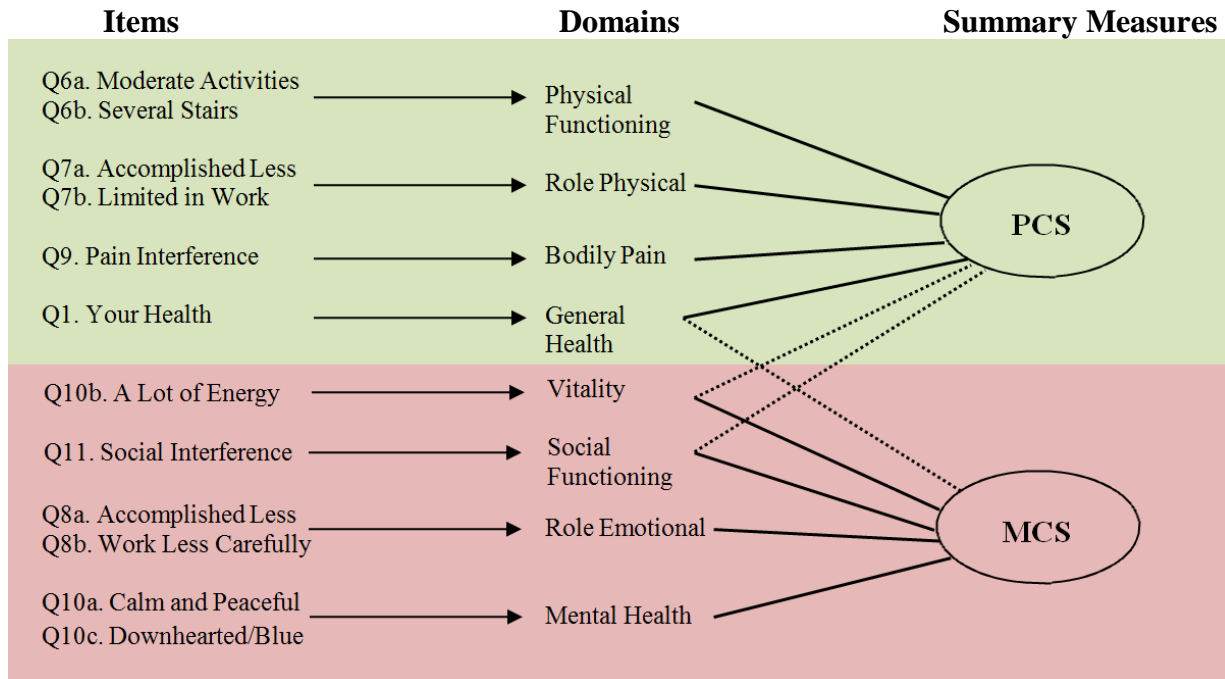 Items Domains Summary Measures
Q6a. Moderate Activities
Q6b. Several Stairs
Physical
Functioning
Q7a. Accomplished Less
Q7b. Limited in Work
Role Physical
PCS
Q9. Pain Interference
Bodily Pain
Q1. Your Health
General
Health
Q10b. A Lot of Energy
Vitality
Q11. Social Interference
Social
Functioning
Q8a. Accomplished Less
Q8b. Work Less Carefully
Role Emotional
MCS
Q10a. Calm and Peaceful
Q10c. Downhearted/Blue
Mental Health